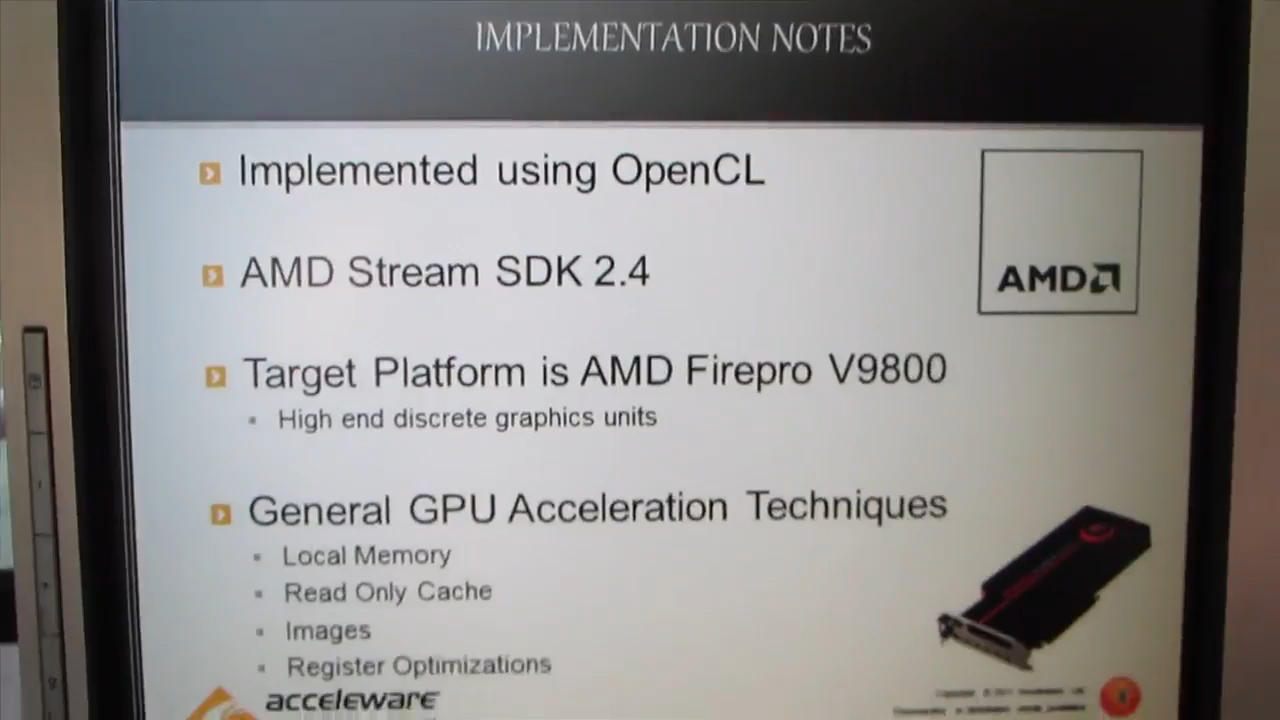 IMPLEMENTATION NOTES
Implemented using OpenCL
AMD Stream SDK 2.4
AMD
Target Platform is AMD Firepro V9800
High end discrete graphics units
General GPU Acceleration Techniques
Local Memory
Read Only Cache
Images
Register Optimizations
acceleware